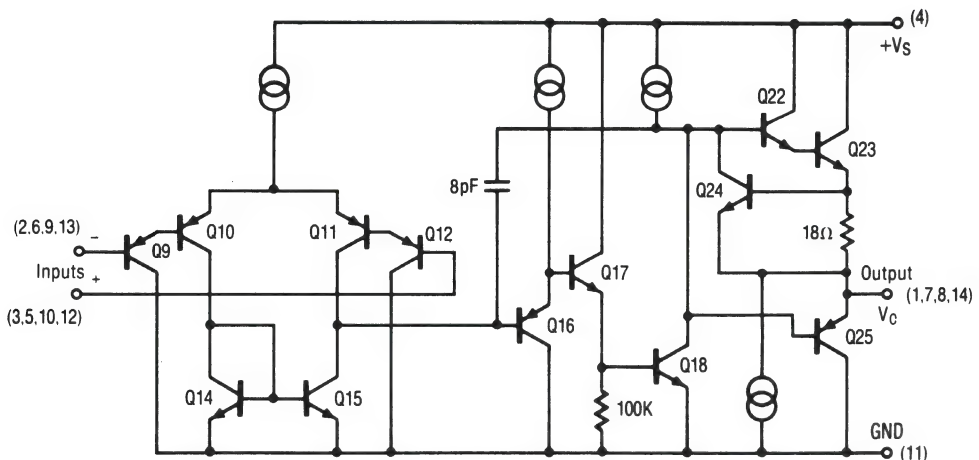 (4)
+VS
Q22
Q23
8pF
Q24
(2.6.9.13)
−
Q9
Q10
Q11
Q12
18Ω
Inputs
+
Q17
Output
(3,5,10,12)
(1,7,8,14)
Q16
VC
Q25
Q18
Q14
Q15
100K
GND
(11)